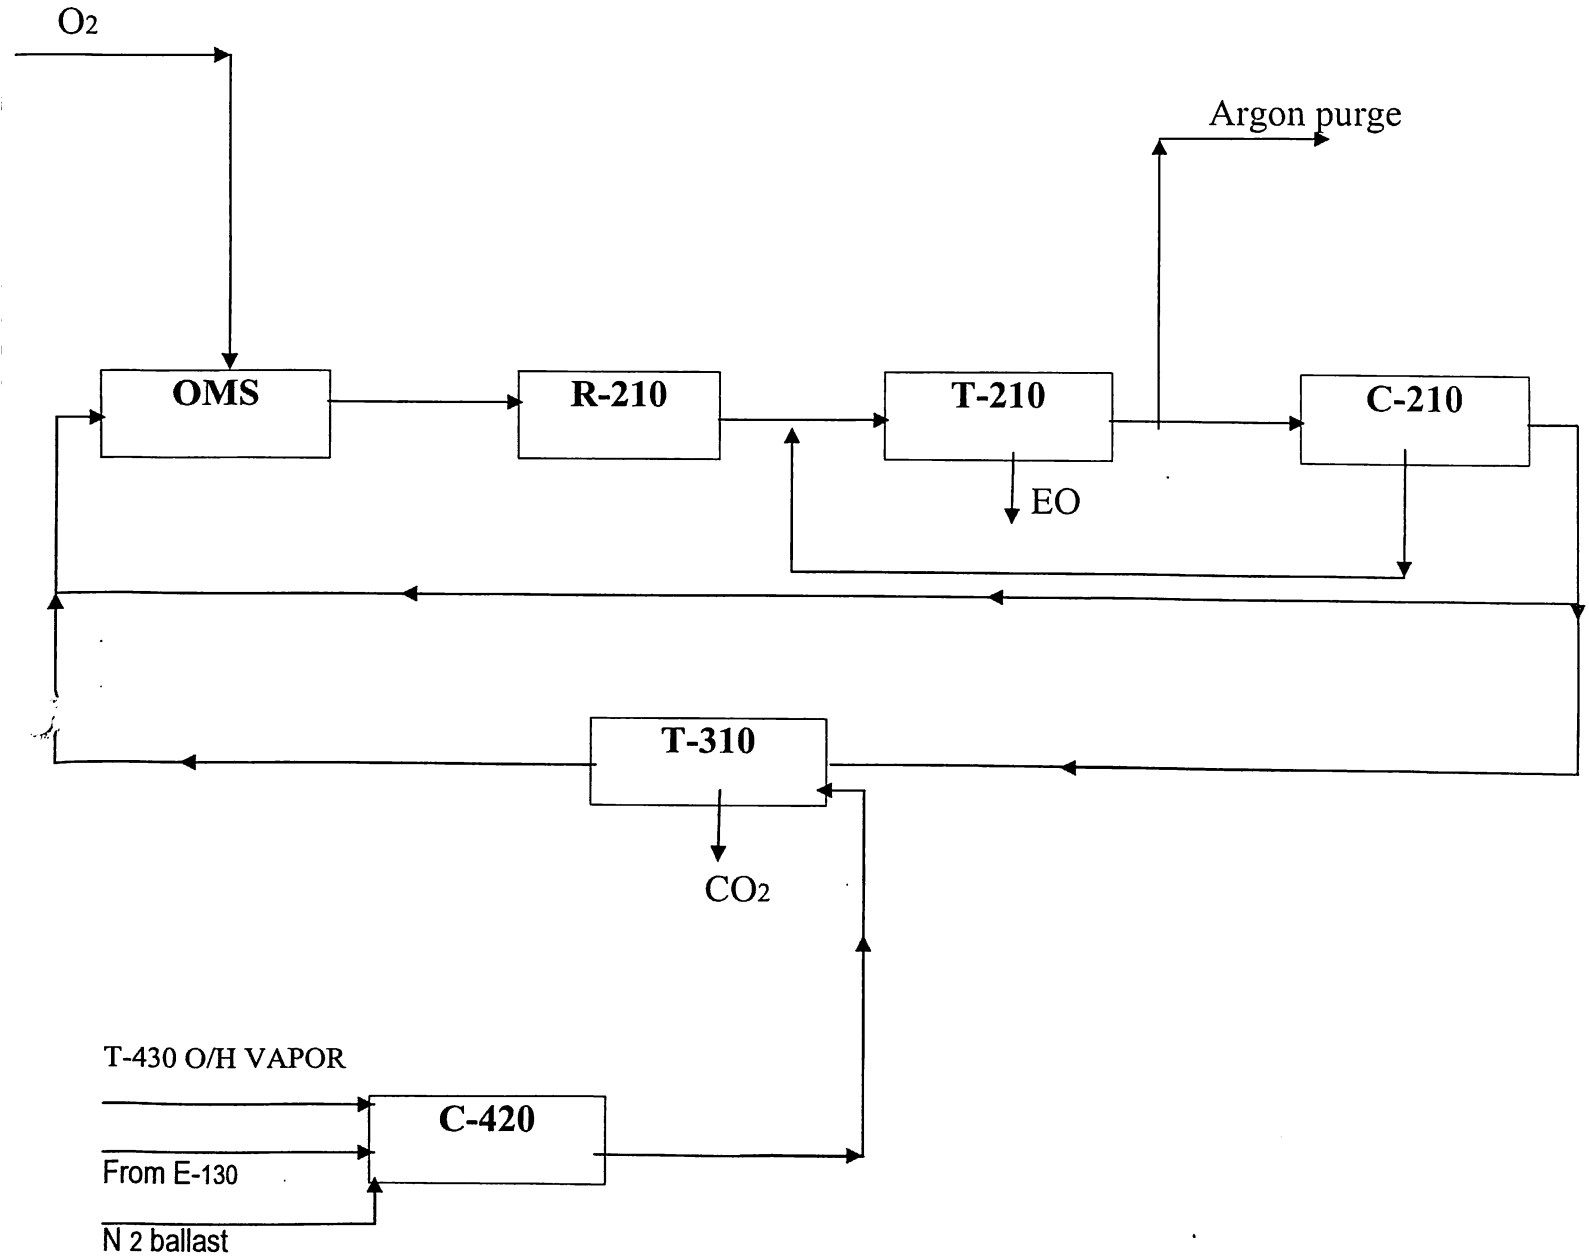 O2
Argon purge
OMS
R-210
T-210
C-210
EO
T-310
CO2
T-430 O/H VAPOR
C-420
From E-130
N 2 ballast